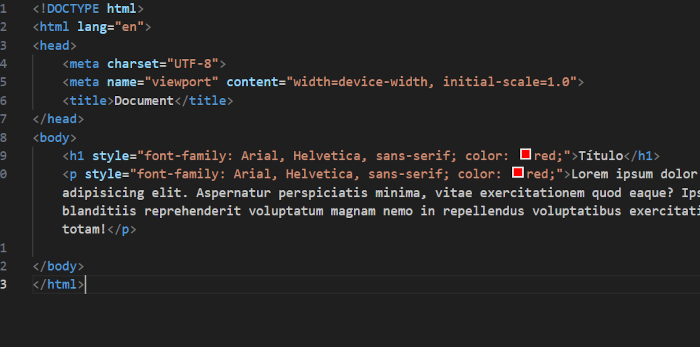 1 <!DOCTYPE html>
2 <html lang="en">
3 <head>
4 <meta charset="UTF-8">
5 <meta name="viewport" content="width=device-width, initial-scale=1.0">
6 <title>Document</title>
7 </head>
8 <body>
9 <h1 style="font-family: Arial, Helvetica, sans-serif; color: red;">Título</h1>
0 <p style="font-family: Arial, Helvetica, sans-serif; color: red;">Lorem ipsum dolor
adipisicing elit. Aspernatur perspiciatis minima, vitae exercitationem quod eaque? Ips
blanditiis reprehenderit voluptatum magnam nemo in repellendus voluptatibus exercitati
totam!</p>
1
2 </body>
3 </html>